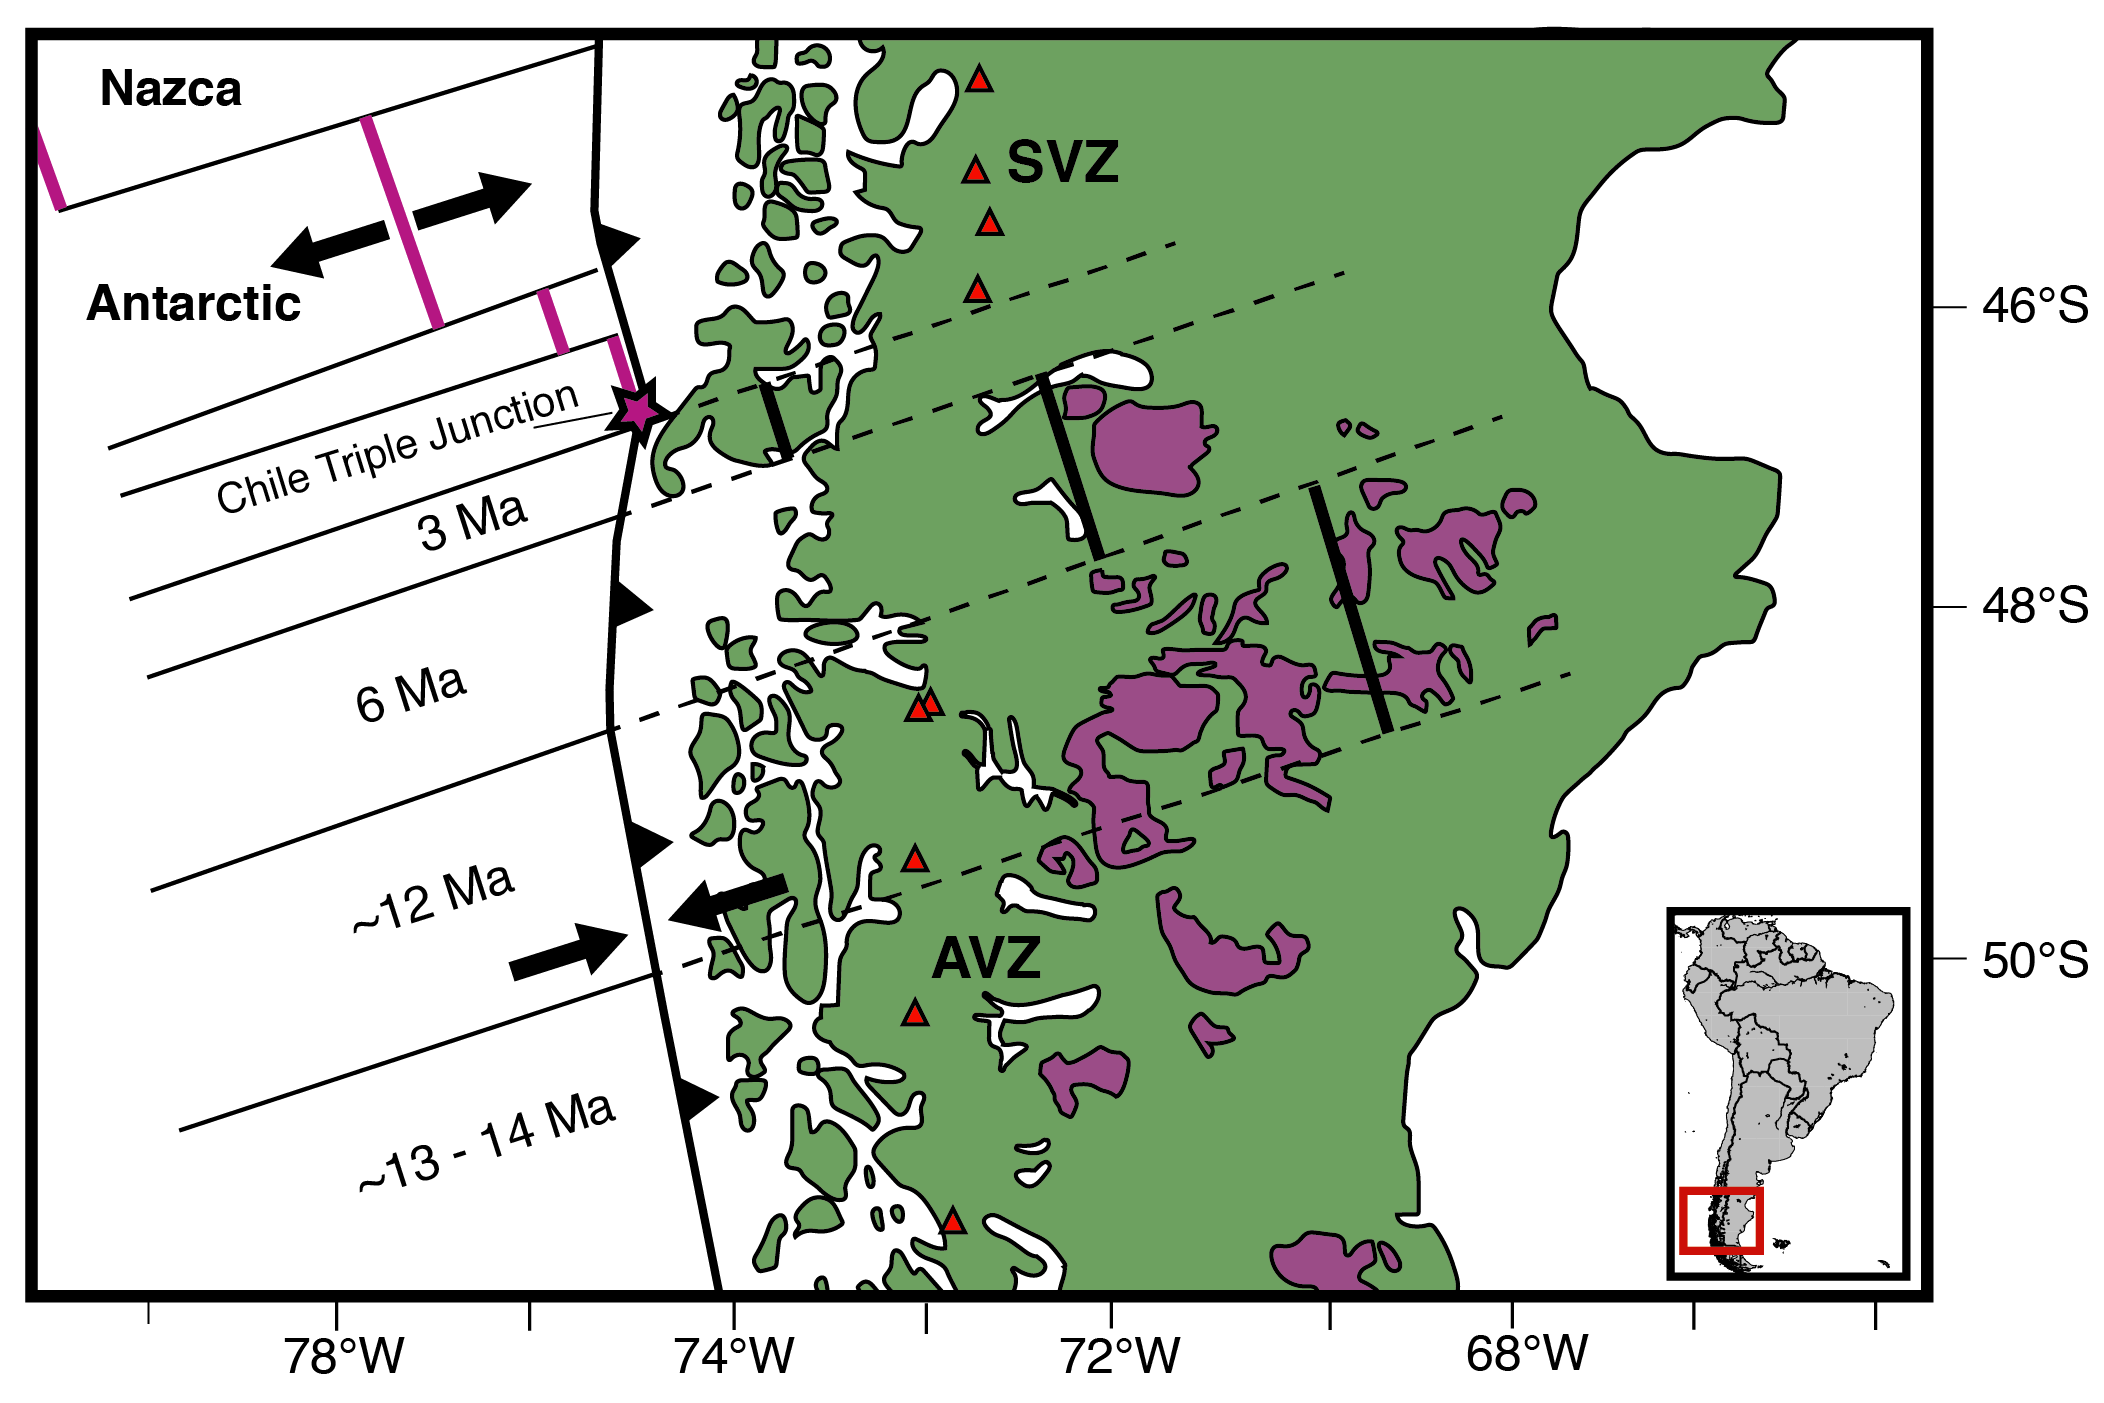 Nazca
SVZ
Antarctic
46°S
Chile Triple Junction
3 Ma
48°S
6 Ma
~12 Ma
AVZ
50°S
~13 - 14 Ma
78°W
74°W
72°W
68°W